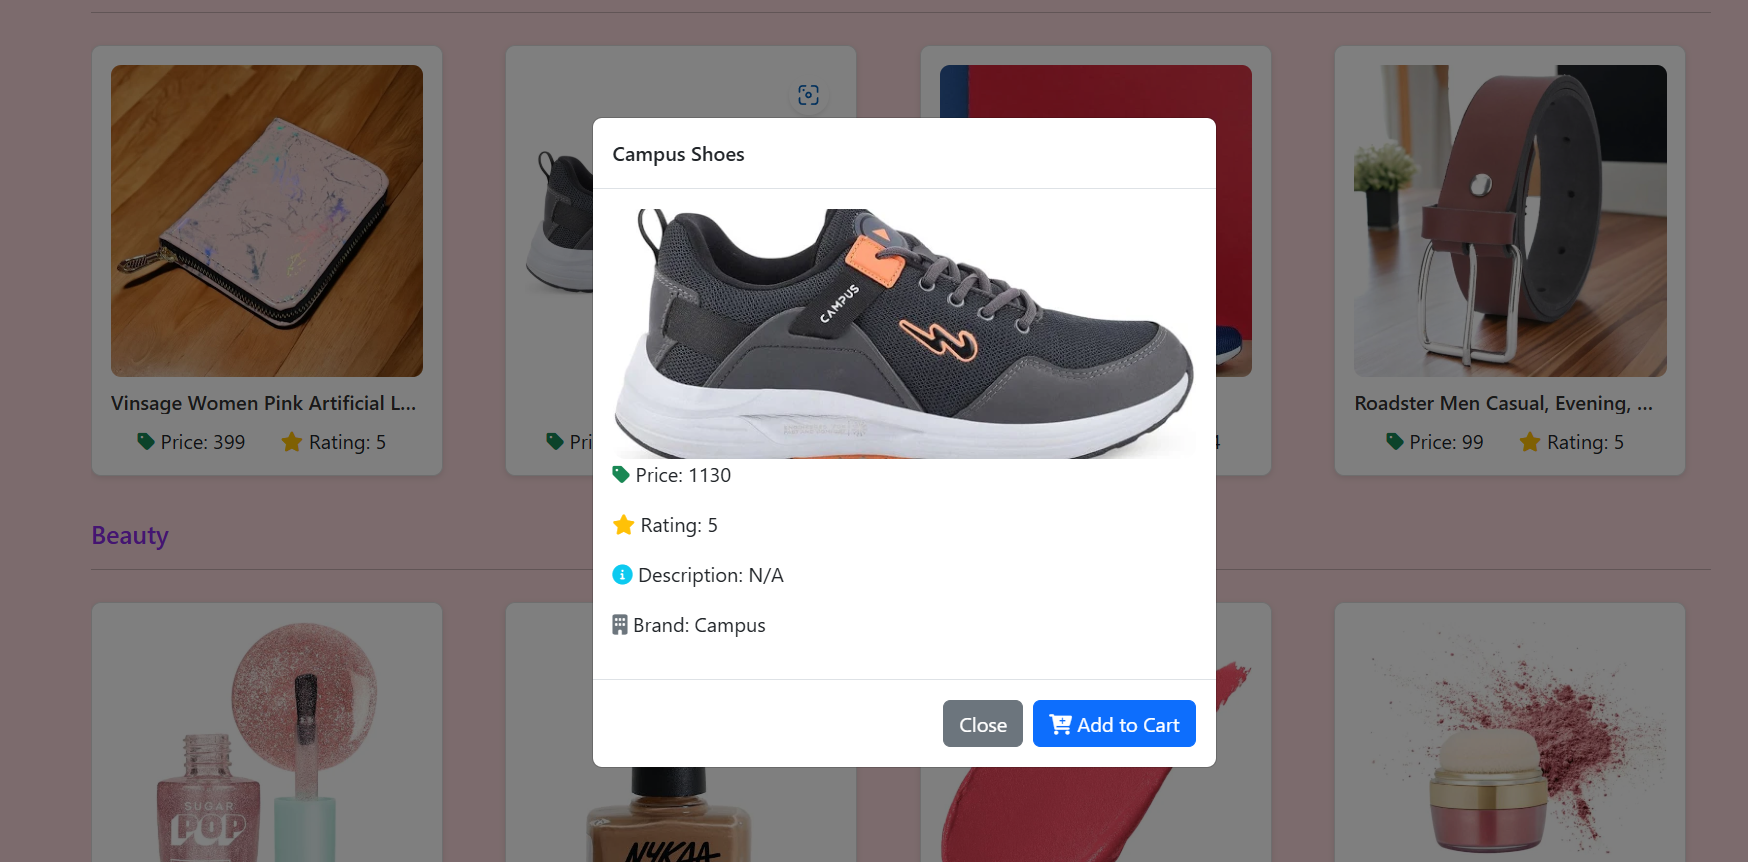 Campus Shoes
CAMPUS
Vinsage Women Pink Artificial L...
Roadster Men Casual, Evening, ...
Price: 399
Rating: 5
Pri
4
Price: 99
Rating: 5
Price: 1130
Rating: 5
Beauty
Description: N/A
Brand: Campus
Close
Add to Cart
SUGAR
POP
NYKAA